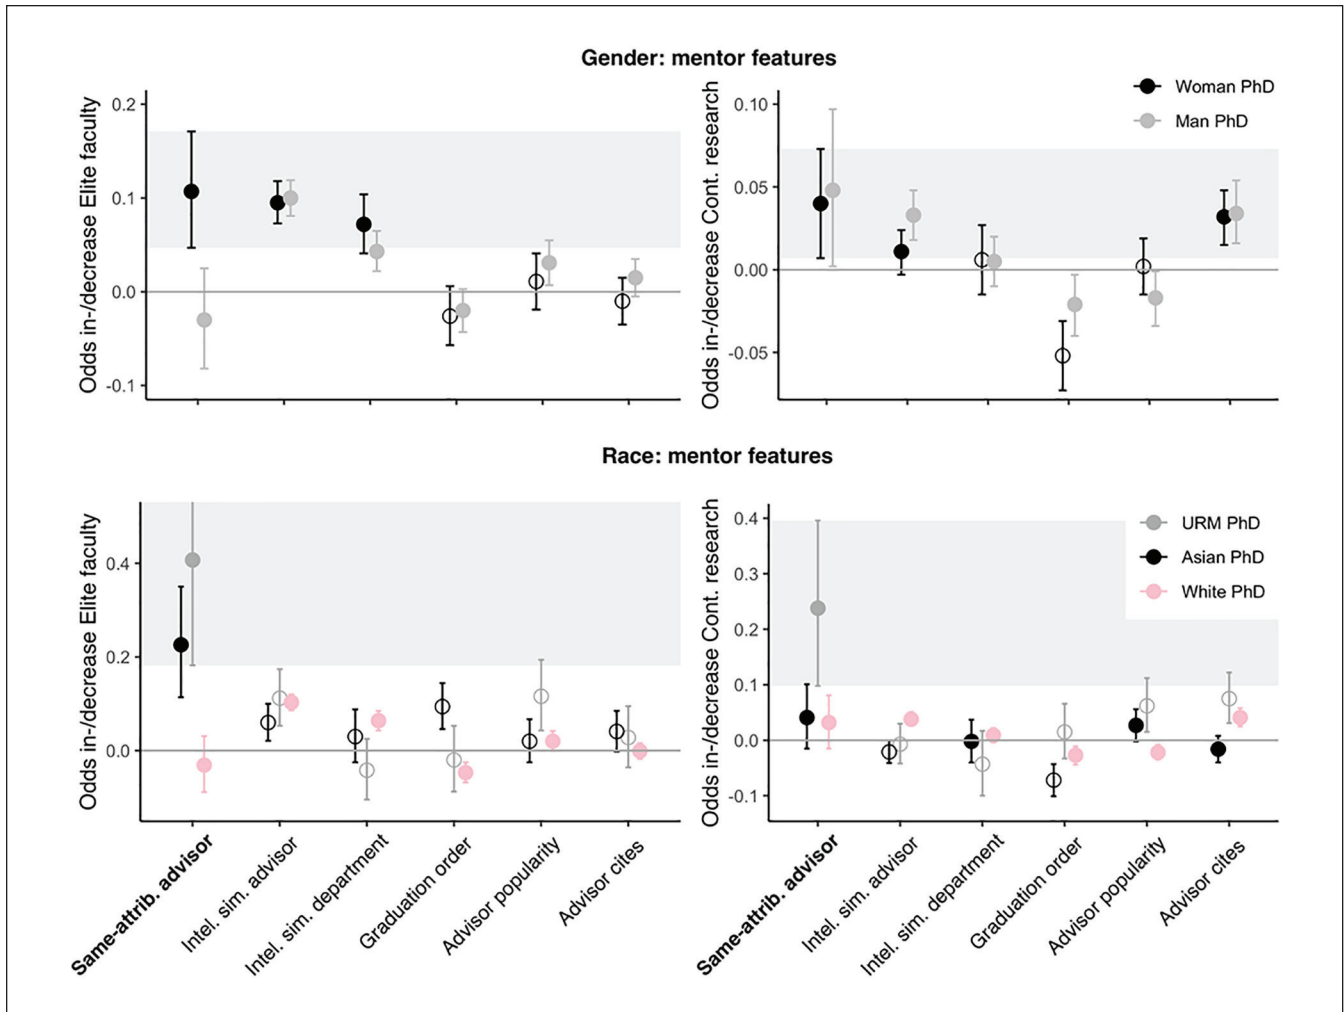 Gender: mentor features
Odds in-/decrease Elite faculty
0.2
0.1
0.0
-0.1
Odds in-/decrease Cont. research
0.10
0.05
0.00
-0.05
Woman PhD
Man PhD
Race: mentor features
Odds in-/decrease Elite faculty
0.4
0.2
0.0
Same-attrib. advisor
Intel. sim. advisor
Intel. sim. department
Graduation order
Advisor popularity
Advisor cites
Odds in-/decrease Cont. research
0.4
0.3
0.2
0.1
0.0
-0.1
URM PhD
Asian PhD
White PhD
Same-attrib. advisor
Intel. sim. advisor
Intel. sim. department
Graduation order
Advisor popularity
Advisor cites